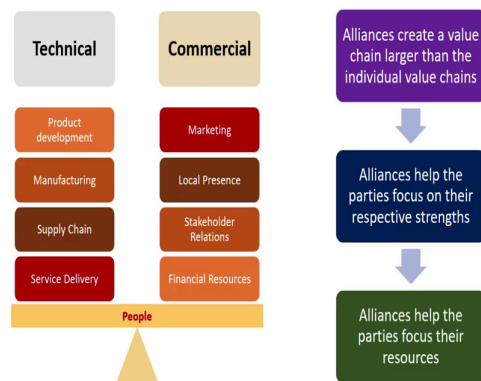 Technical
Product
development
Manufacturing
Supply Chain
Service Delivery
Commercial
Marketing
Local Presence
Stakeholder
Relations
Financial Resources
People
Alliances create a value
chain larger than the
individual value chains
Alliances help the
parties focus on their
respective strengths
Alliances help the
parties focus their
resources